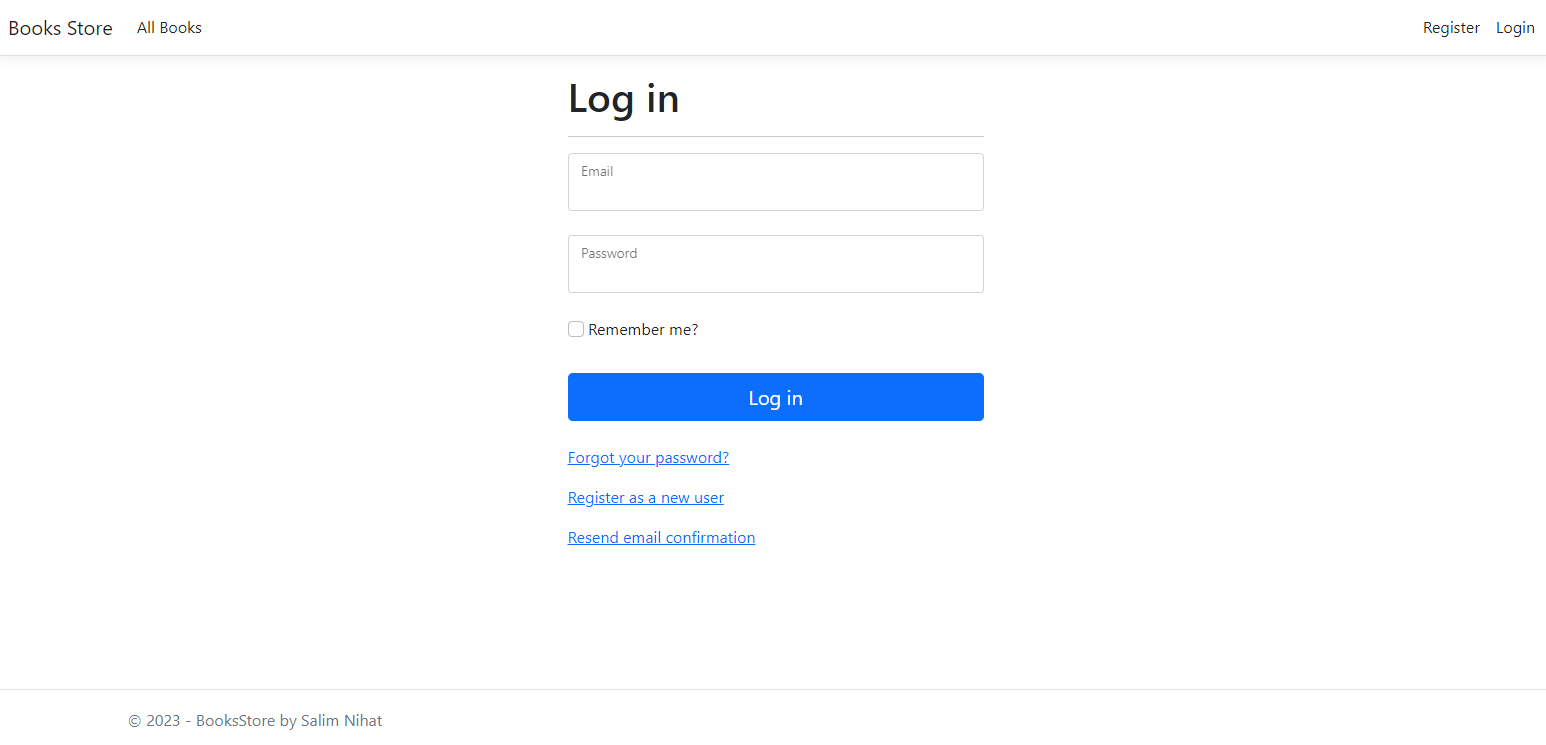 Books Store All Books Register Login
Log in
Email
Password
Remember me?
Log in
Forgot your password?
Register as a new user
Resend email confirmation
© 2023 - BooksStore by Salim Nihat